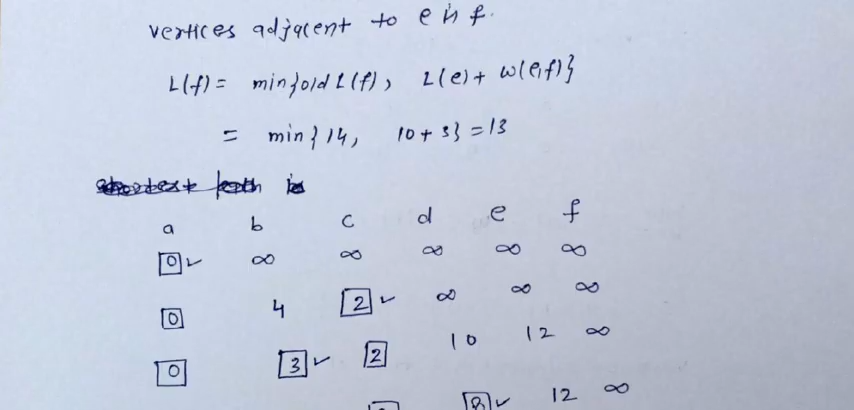 vertices adjacent to e is f.
L(f) = min{old L(f), L(e) + w(e,f)}
= min{14, 10+3} = 13
a b c d e f
0✓ ∞ ∞ ∞ ∞ ∞
0 4 2✓ ∞ ∞ ∞
0 3✓ 2 10 12 ∞
8✓ 12 ∞